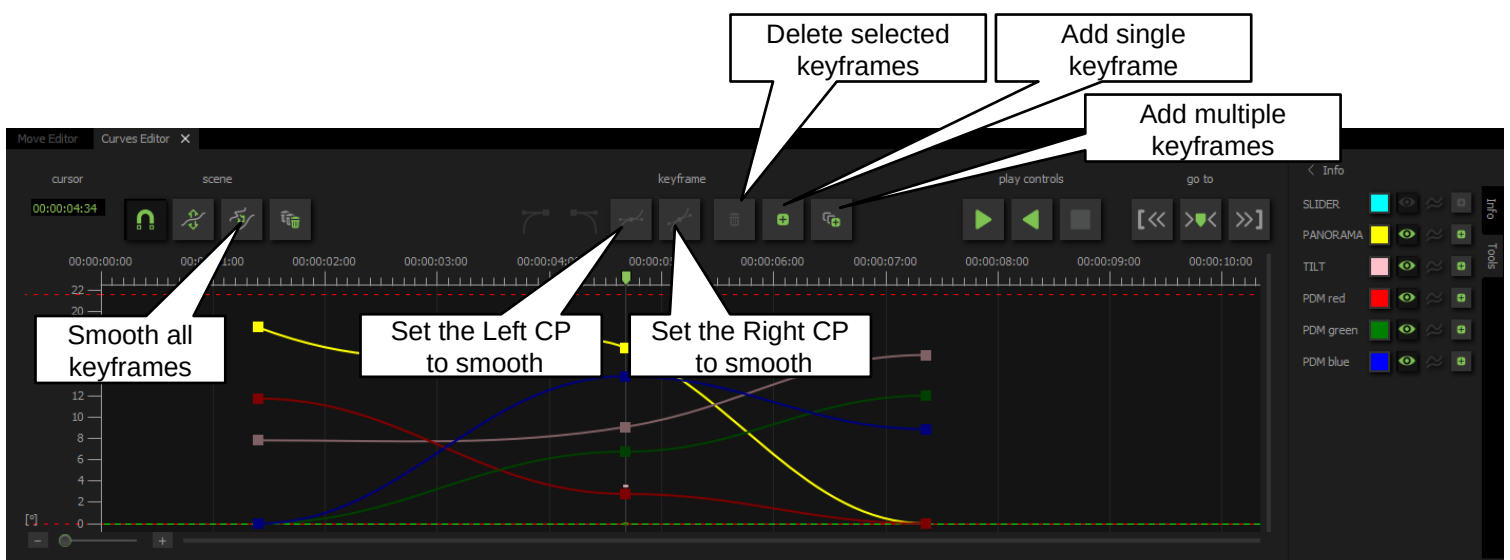 Delete selected
keyframes
Add single
keyframe
Add multiple
keyframes
Move Editor
Curves Editor X
cursor
scene
keyframe
play controls
go to
< Info
00:00:04:34
SLIDER
PANORAMA
TILT
PDM red
PDM green
PDM blue
Info
Tools
00:00:00:00
00:00:02:00
00:00:03:00
00:00:06:00
00:00:07:00
00:00:08:00
00:00:09:00
00:00:10:00
22
20
12
10
8
6
4
2
0
[°]
Smooth all
keyframes
Set the Left CP
to smooth
Set the Right CP
to smooth